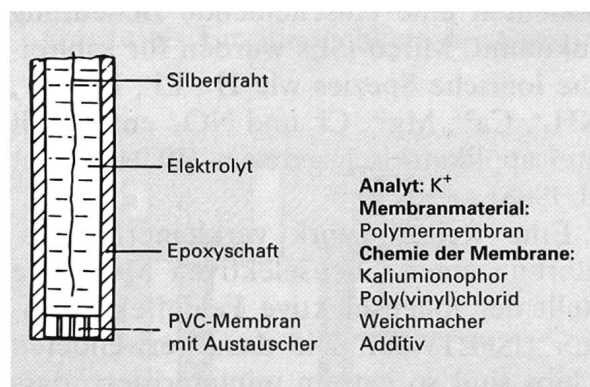 Silberdraht
Elektrolyt
Epoxyschaft
PVC-Membran
mit Austauscher
Analyt: K⁺
Membranmaterial:
Polymermembran
Chemie der Membrane:
Kaliumionophor
Poly(vinyl)chlorid
Weichmacher
Additiv